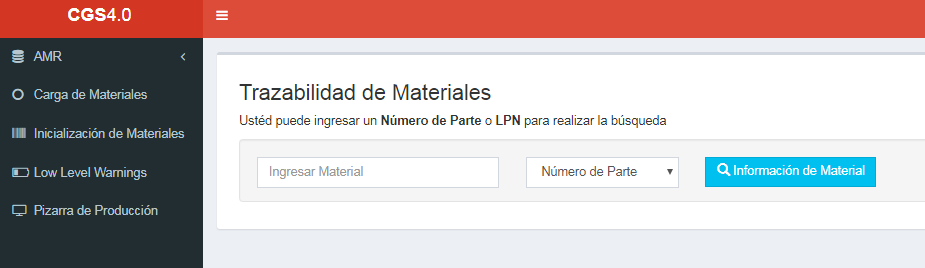 CGS4.0
AMR
Carga de Materiales
Inicialización de Materiales
Low Level Warnings
Pizarra de Producción
Trazabilidad de Materiales
Ustéd puede ingresar un Número de Parte o LPN para realizar la búsqueda
Ingresar Material
Número de Parte
Información de Material